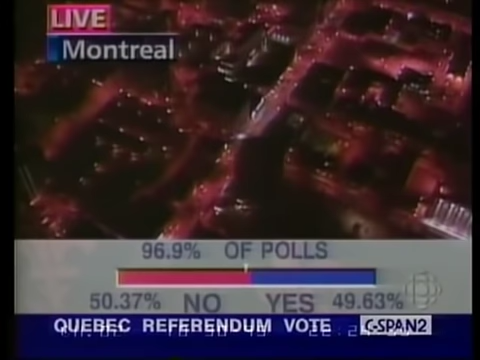 LIVE
Montreal
96.9% OF POLLS
50.37% NO YES 49.63%
QUEBEC REFERENDUM VOTE C-SPAN2